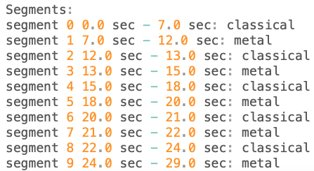 Segments:
segment 0 0.0 sec - 7.0 sec: classical
segment 1 7.0 sec - 12.0 sec: metal
segment 2 12.0 sec - 13.0 sec: classical
segment 3 13.0 sec - 15.0 sec: metal
segment 4 15.0 sec - 18.0 sec: classical
segment 5 18.0 sec - 20.0 sec: metal
segment 6 20.0 sec - 21.0 sec: classical
segment 7 21.0 sec - 22.0 sec: metal
segment 8 22.0 sec - 24.0 sec: classical
segment 9 24.0 sec - 29.0 sec: metal